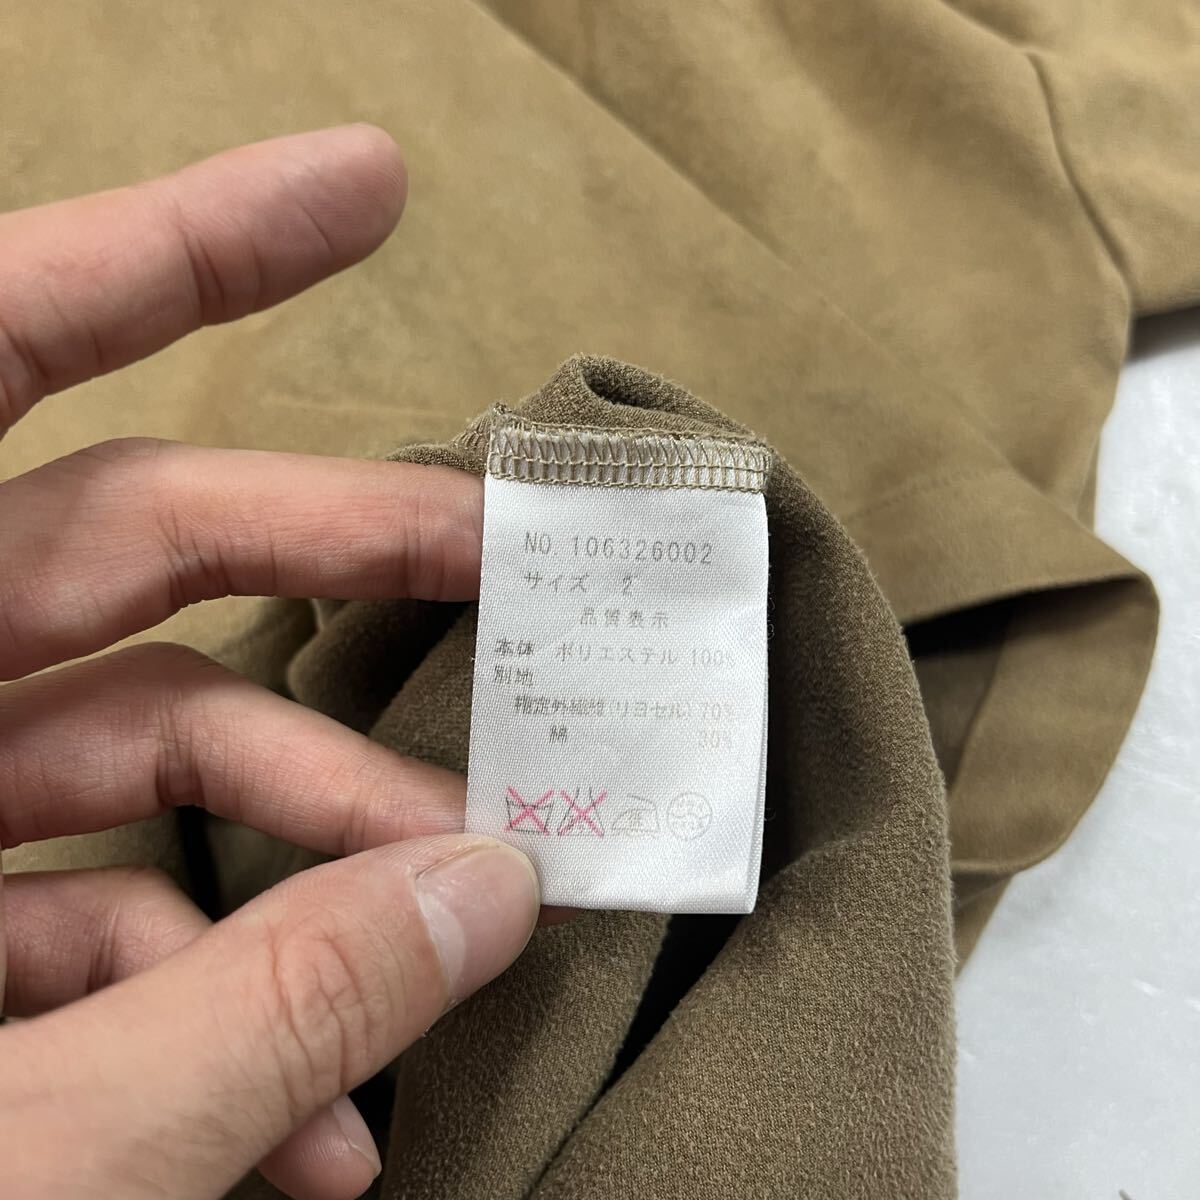 NO 106326002
サイズ 2
品質表示
本体 ポリエステル 100%
別地
指定外繊維(リヨセル) 70%
綿 30%